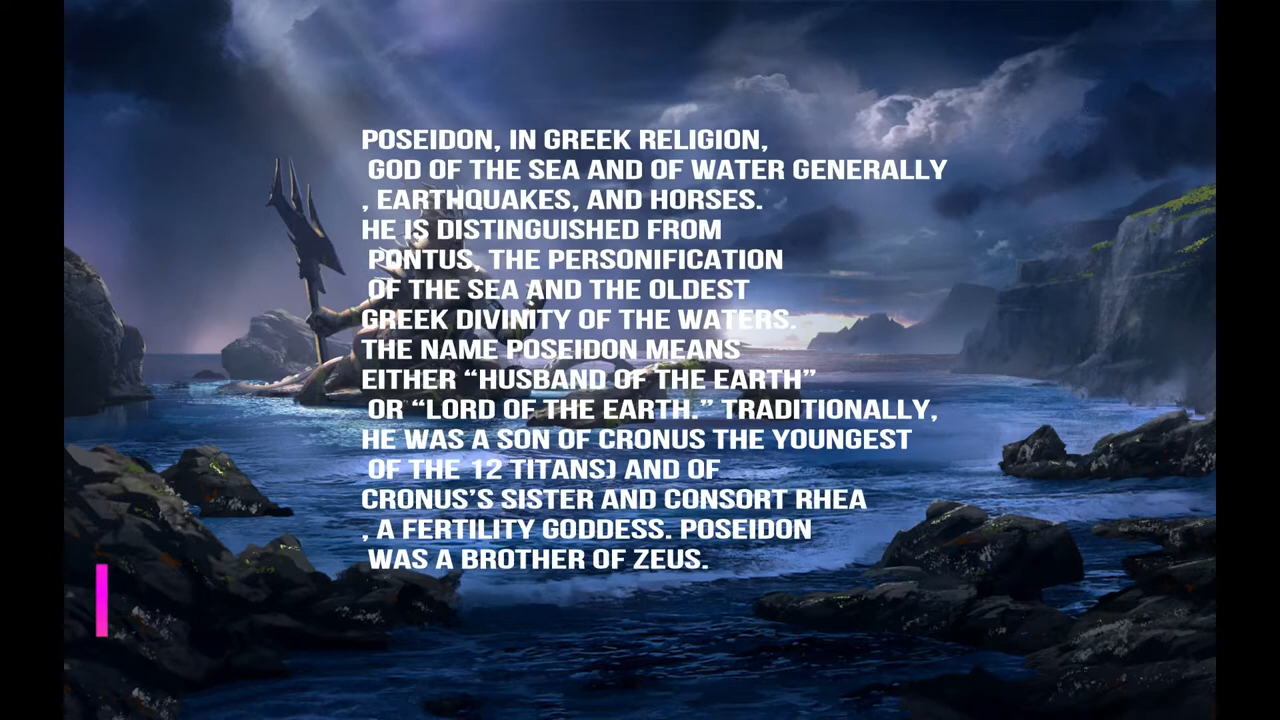 POSEIDON, IN GREEK RELIGION,
GOD OF THE SEA AND OF WATER GENERALLY
, EARTHQUAKES, AND HORSES.
HE IS DISTINGUISHED FROM
PONTUS, THE PERSONIFICATION
OF THE SEA AND THE OLDEST
GREEK DIVINITY OF THE WATERS.
THE NAME POSEIDON MEANS
EITHER “HUSBAND OF THE EARTH”
OR “LORD OF THE EARTH.” TRADITIONALLY,
HE WAS A SON OF CRONUS THE YOUNGEST
OF THE 12 TITANS) AND OF
CRONUS’S SISTER AND CONSORT RHEA
, A FERTILITY GODDESS. POSEIDON
WAS A BROTHER OF ZEUS.